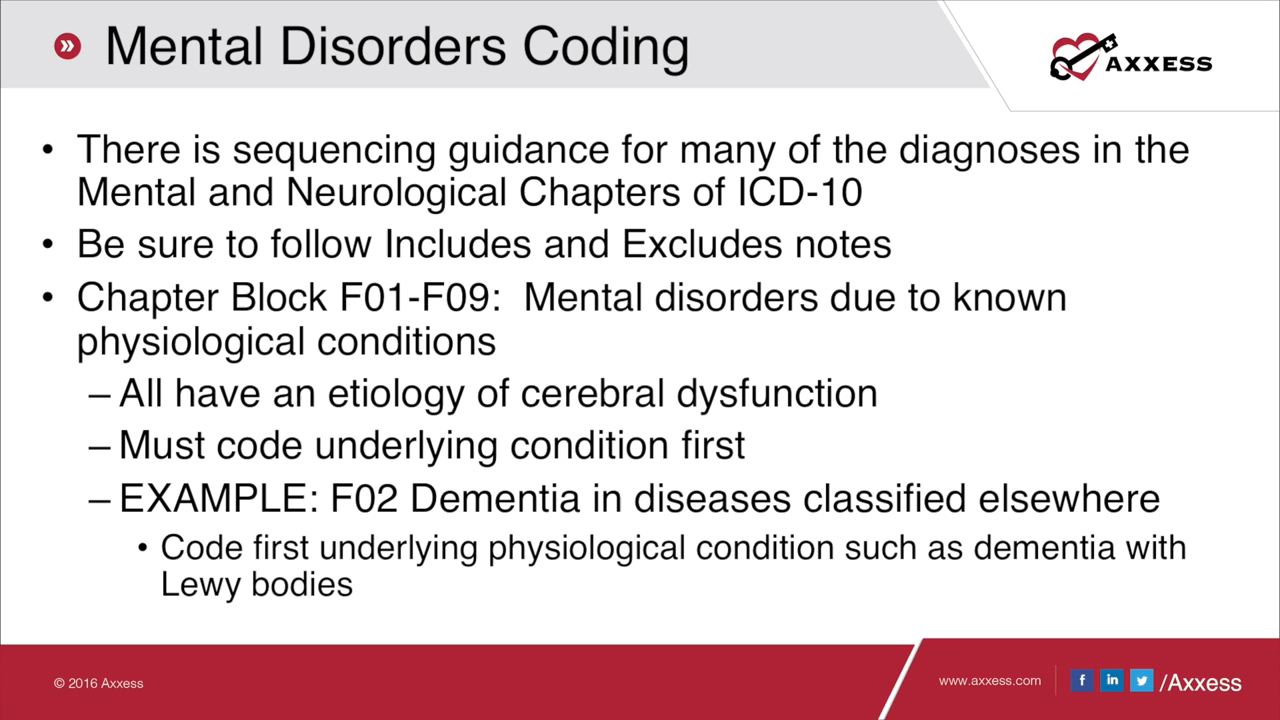 Mental Disorders Coding
AXXESS
• There is sequencing guidance for many of the diagnoses in the
Mental and Neurological Chapters of ICD-10
• Be sure to follow Includes and Excludes notes
• Chapter Block F01-F09:  Mental disorders due to known
physiological conditions
– All have an etiology of cerebral dysfunction
– Must code underlying condition first
– EXAMPLE: F02 Dementia in diseases classified elsewhere
• Code first underlying physiological condition such as dementia with
Lewy bodies
© 2016 Axxess
www.axxess.com
/Axxess